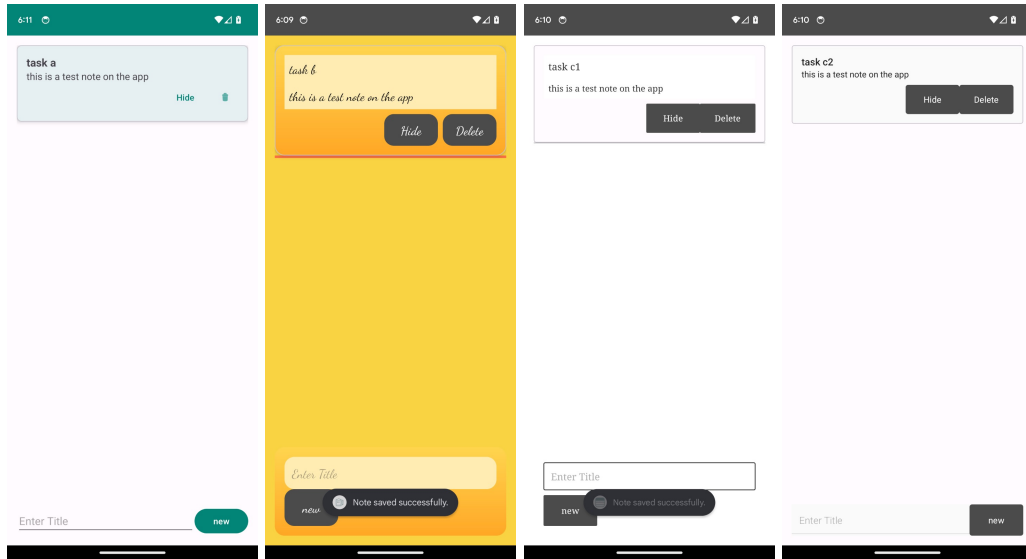 6:11
task a
this is a test note on the app
Hide
Enter Title
new
6:09
task b
this is a test note on the app
Hide
Delete
Enter Title
new
Note saved successfully.
6:10
task c1
this is a test note on the app
Hide
Delete
Enter Title
new
Note saved successfully.
6:10
task c2
this is a test note on the app
Hide
Delete
Enter Title
new